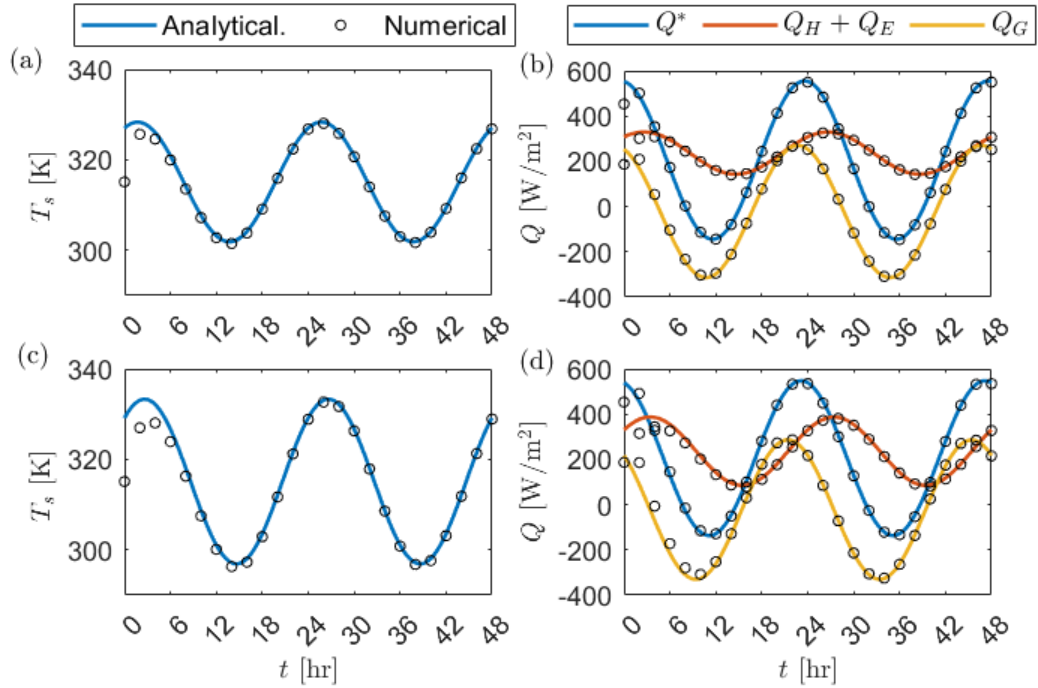 Analytical. Numerical
Q* Q_H + Q_E Q_G
(a)
340
320
300
T_s [K]
0 6 12 18 24 30 36 42 48
(b)
600
400
200
0
-200
-400
Q [W/m²]
0 6 12 18 24 30 36 42 48
(c)
340
320
300
T_s [K]
0 6 12 18 24 30 36 42 48
t [hr]
(d)
600
400
200
0
-200
-400
Q [W/m²]
0 6 12 18 24 30 36 42 48
t [hr]